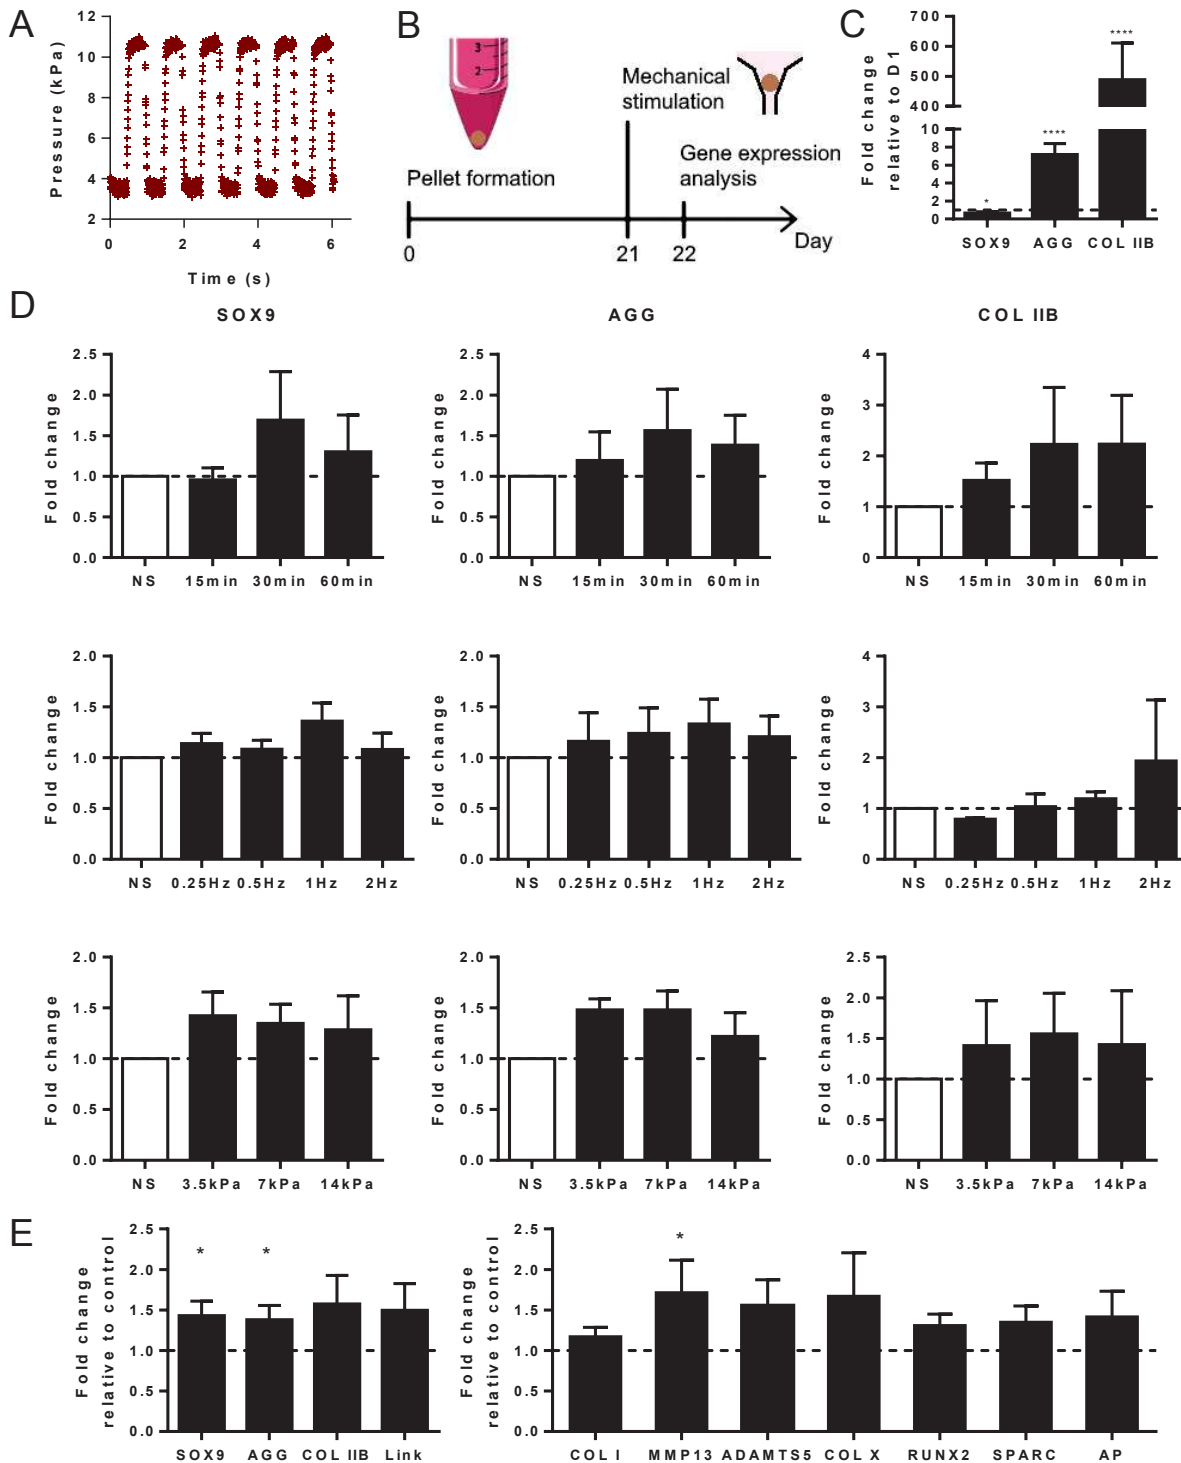 A
12
10
8
6
4
2
Pressure (kPa)
0 2 4 6
Time (s)
B
3
2
Mechanical
stimulation
Pellet formation
Gene expression
analysis
0 21 22
Day
C
700
600
500
400
10
8
6
4
2
0
Fold change
relative to D1
* **** ****
SOX9 AGG COL IIB
D
SOX9
2.5
2.0
1.5
1.0
0.5
0.0
Fold change
NS 15min 30min 60min
AGG
2.5
2.0
1.5
1.0
0.5
0.0
Fold change
NS 15min 30min 60min
COL IIB
4
3
2
1
0
Fold change
NS 15min 30min 60min
2.0
1.5
1.0
0.5
0.0
Fold change
NS 0.25Hz 0.5Hz 1Hz 2Hz
2.0
1.5
1.0
0.5
0.0
Fold change
NS 0.25Hz 0.5Hz 1Hz 2Hz
4
3
2
1
0
Fold change
NS 0.25Hz 0.5Hz 1Hz 2Hz
2.0
1.5
1.0
0.5
0.0
Fold change
NS 3.5kPa 7kPa 14kPa
2.0
1.5
1.0
0.5
0.0
Fold change
NS 3.5kPa 7kPa 14kPa
2.5
2.0
1.5
1.0
0.5
0.0
Fold change
NS 3.5kPa 7kPa 14kPa
E
2.5
2.0
1.5
1.0
0.5
0.0
Fold change
relative to control
* *
SOX9 AGG COL IIB Link
2.5
2.0
1.5
1.0
0.5
0.0
Fold change
relative to control
*
COL I MMP13 ADAMTS5 COL X RUNX2 SPARC AP